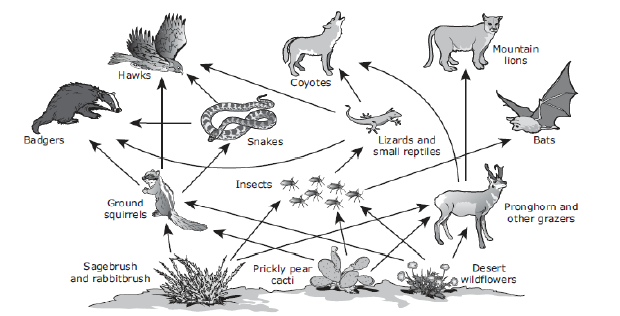 Hawks
Coyotes
Mountain
lions
Badgers
Snakes
Lizards and
small reptiles
Bats
Ground
squirrels
Insects
Pronghorn and
other grazers
Sagebrush
and rabbitbrush
Prickly pear
cacti
Desert
wildflowers